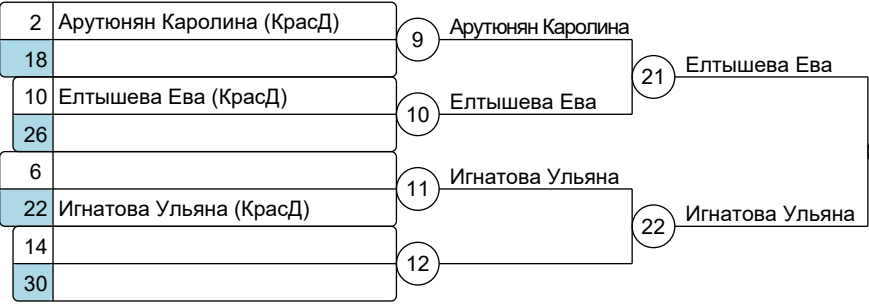 2 Арутюнян Каролина (КрасД)
18
10 Елтышева Ева (КрасД)
26
6
22 Игнатова Ульяна (КрасД)
14
30
9 Арутюнян Каролина
10 Елтышева Ева
11 Игнатова Ульяна
12
21 Елтышева Ева
22 Игнатова Ульяна